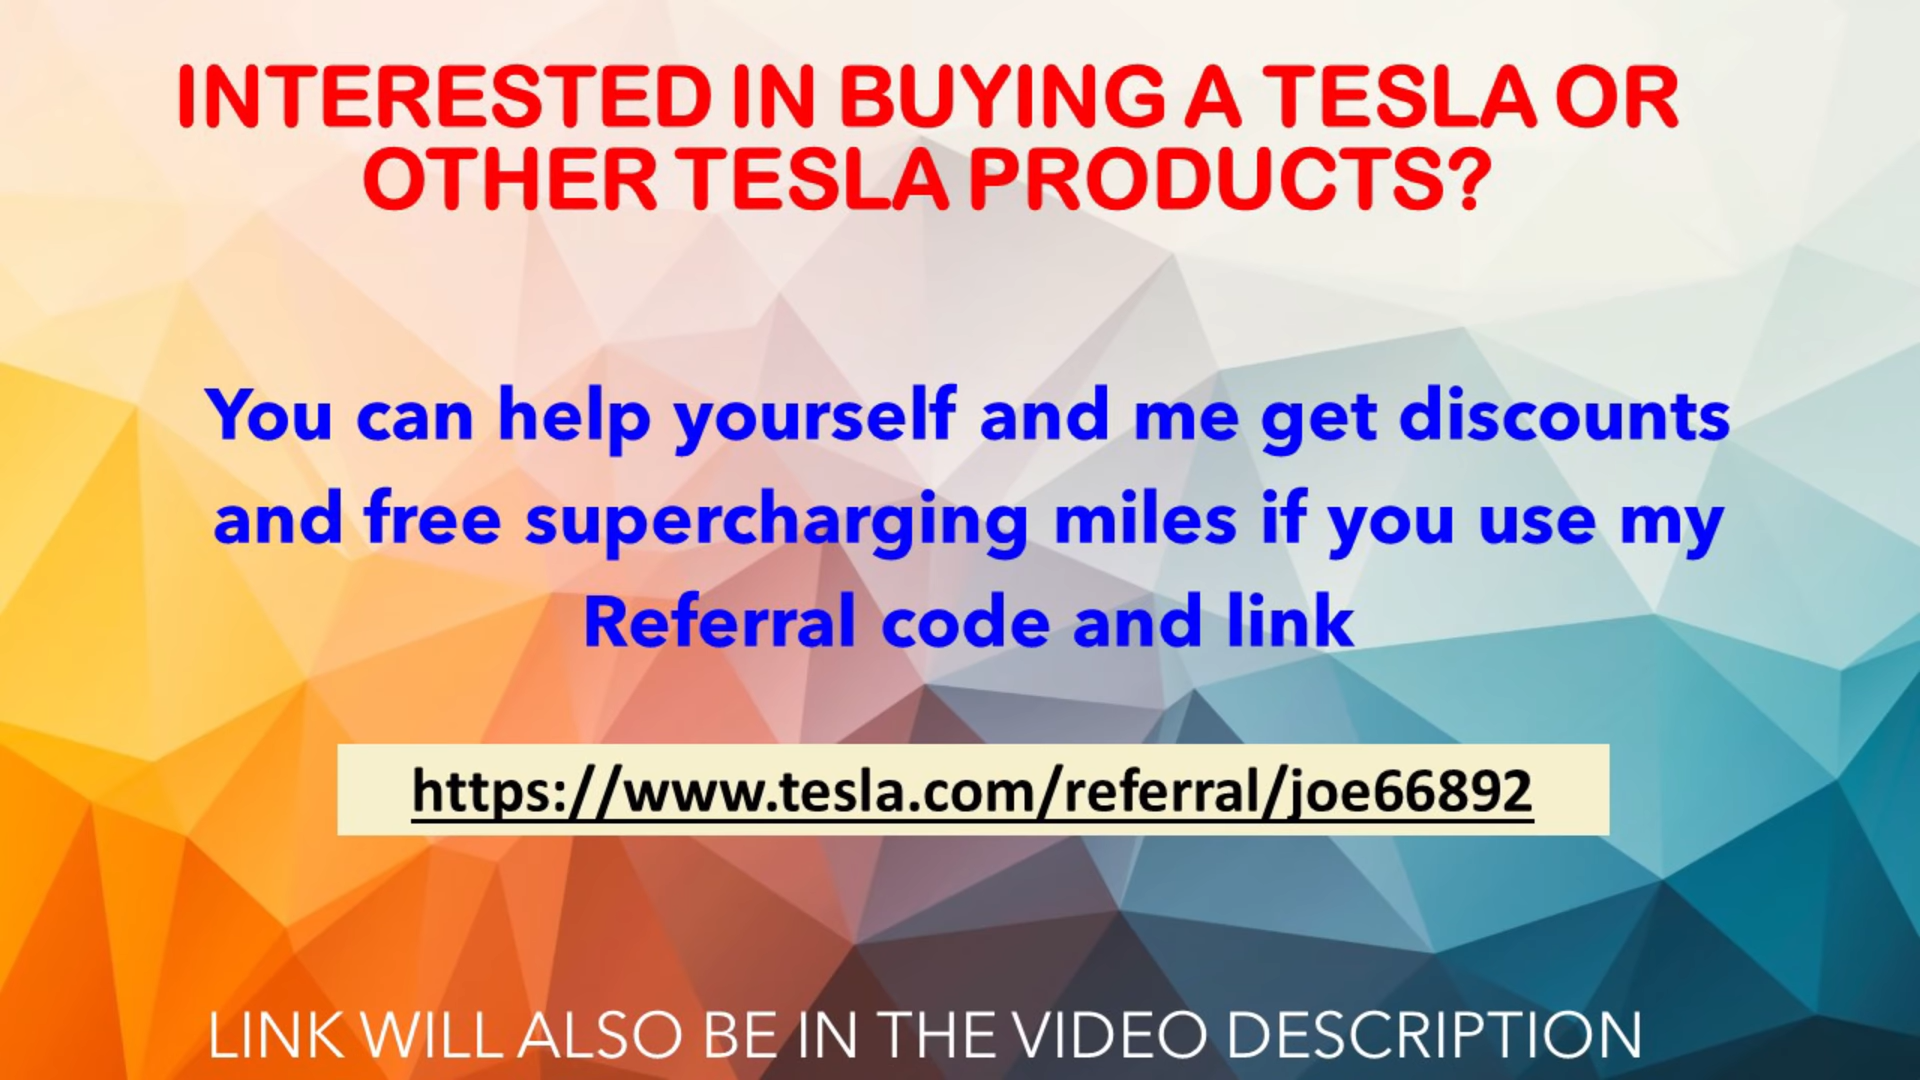 INTERESTED IN BUYING A TESLA OR
OTHER TESLA PRODUCTS?
You can help yourself and me get discounts
and free supercharging miles if you use my
Referral code and link
https://www.tesla.com/referral/joe66892
LINK WILL ALSO BE IN THE VIDEO DESCRIPTION